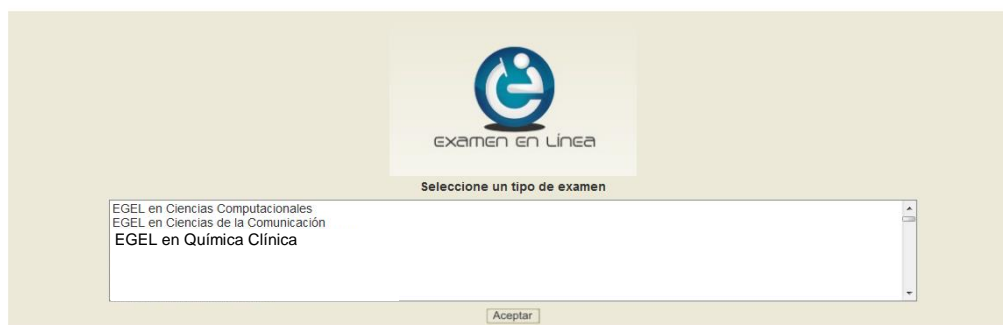 examen en línea
Seleccione un tipo de examen
EGEL en Ciencias Computacionales
EGEL en Ciencias de la Comunicación
EGEL en Química Clínica
Aceptar